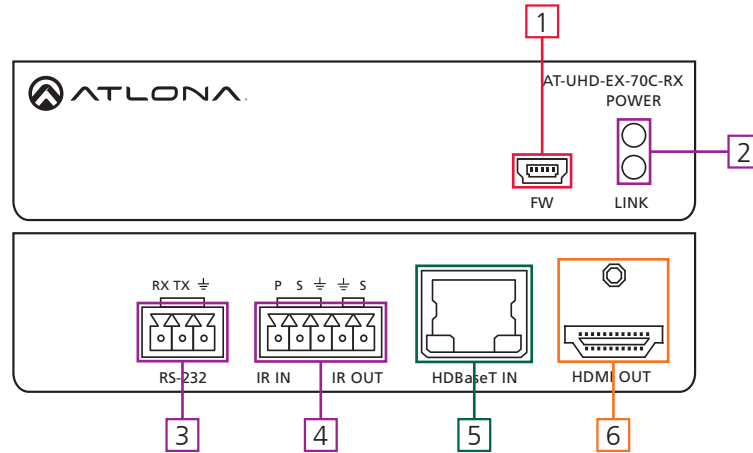 1
ATLONA.
AT-UHD-EX-70C-RX
POWER
2
FW
LINK
RX TX
P S S
RS-232
IR IN
IR OUT
HDBaseT IN
HDMI OUT
3
4
5
6